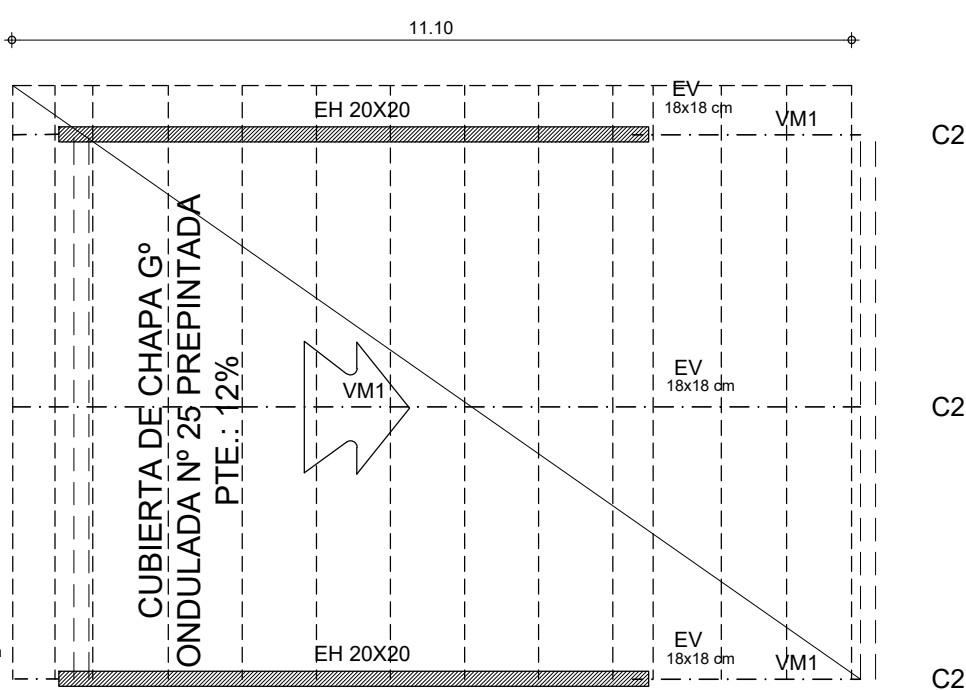 11.10
EH 20X20
EV
18x18 cm
VM1
C2
CUBIERTA DE CHAPA Gº
ONDULADA Nº 25 PREPINTADA
PTE.: 12%
VM1
EV
18x18 cm
C2
EH 20X20
EV
18x18 cm
VM1
C2